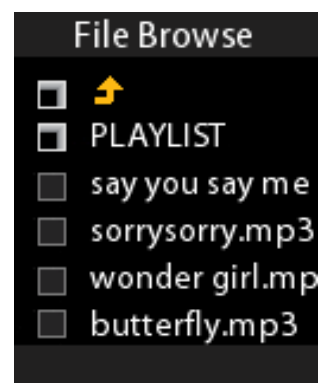 File Browse
PLAYLIST
say you say me
sorrysorry.mp3
wonder girl.mp
butterfly.mp3